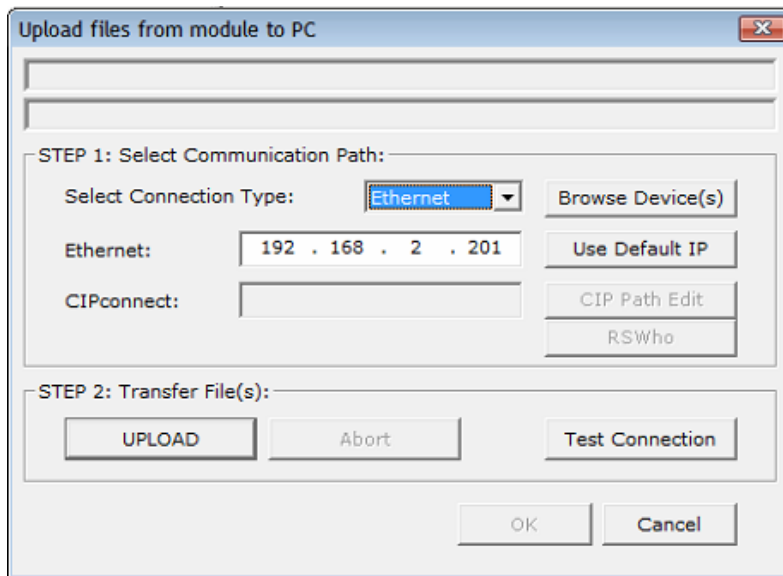 Upload files from module to PC
STEP 1: Select Communication Path:
Select Connection Type: Ethernet Browse Device(s)
Ethernet: 192 . 168 . 2 . 201 Use Default IP
CIPconnect: CIP Path Edit
RSWho
STEP 2: Transfer File(s):
UPLOAD Abort Test Connection
OK Cancel